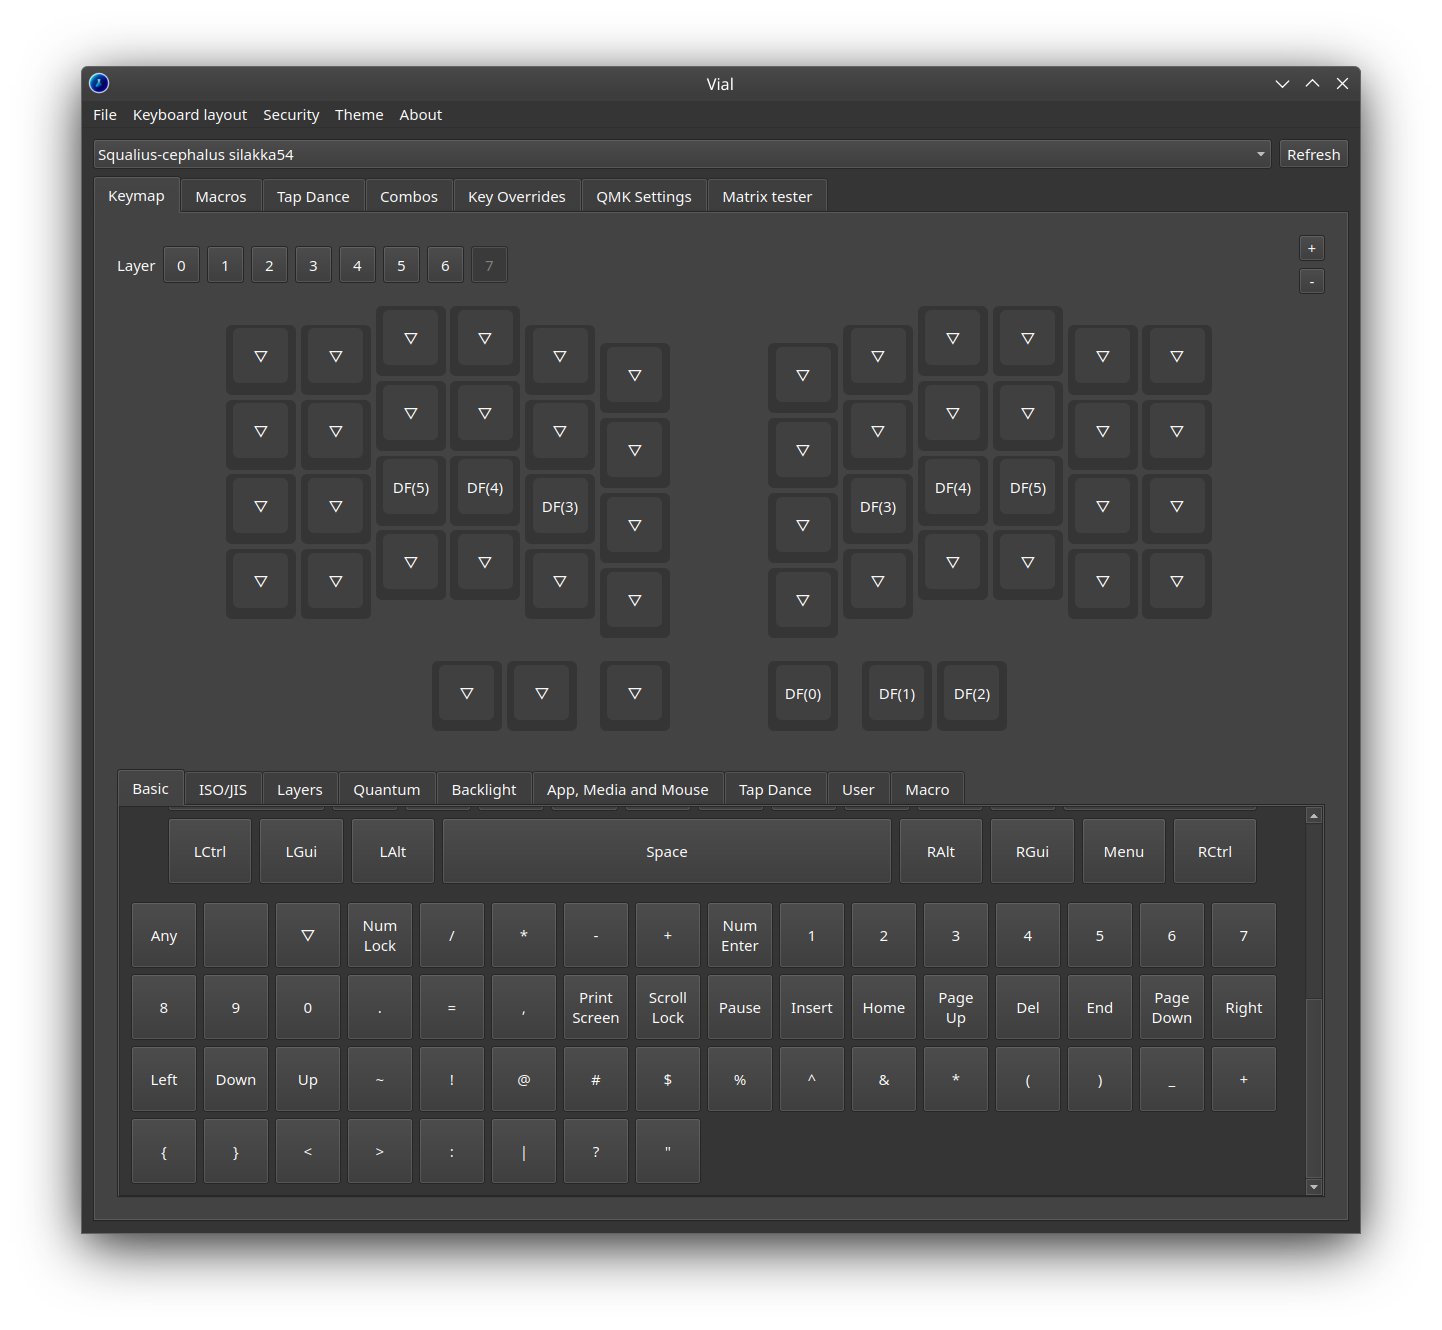 Vial
File Keyboard layout Security Theme About
Squalius-cephalus silakka54 Refresh
Keymap Macros Tap Dance Combos Key Overrides QMK Settings Matrix tester
+
Layer 0 1 2 3 4 5 6 7
-
▽ ▽ ▽ ▽
▽ ▽ ▽ ▽ ▽ ▽
▽ ▽
▽ ▽ ▽ ▽
▽ ▽ ▽ ▽ ▽ ▽
▽ ▽
DF(5) DF(4) DF(4) DF(5)
▽ ▽ DF(3) DF(3) ▽ ▽
▽ ▽
▽ ▽ ▽ ▽
▽ ▽ ▽ ▽ ▽ ▽
▽ ▽
▽ ▽ ▽ DF(0) DF(1) DF(2)
Basic ISO/JIS Layers Quantum Backlight App, Media and Mouse Tap Dance User Macro
LCtrl LGui LAlt Space RAlt RGui Menu RCtrl
Any ▽ Num Lock / * - + Num Enter 1 2 3 4 5 6 7
8 9 0 . = , Print Screen Scroll Lock Pause Insert Home Page Up Del End Page Down Right
Left Down Up ~ ! @ # $ % ^ & * ( ) _ +
{ } < > : | ? "